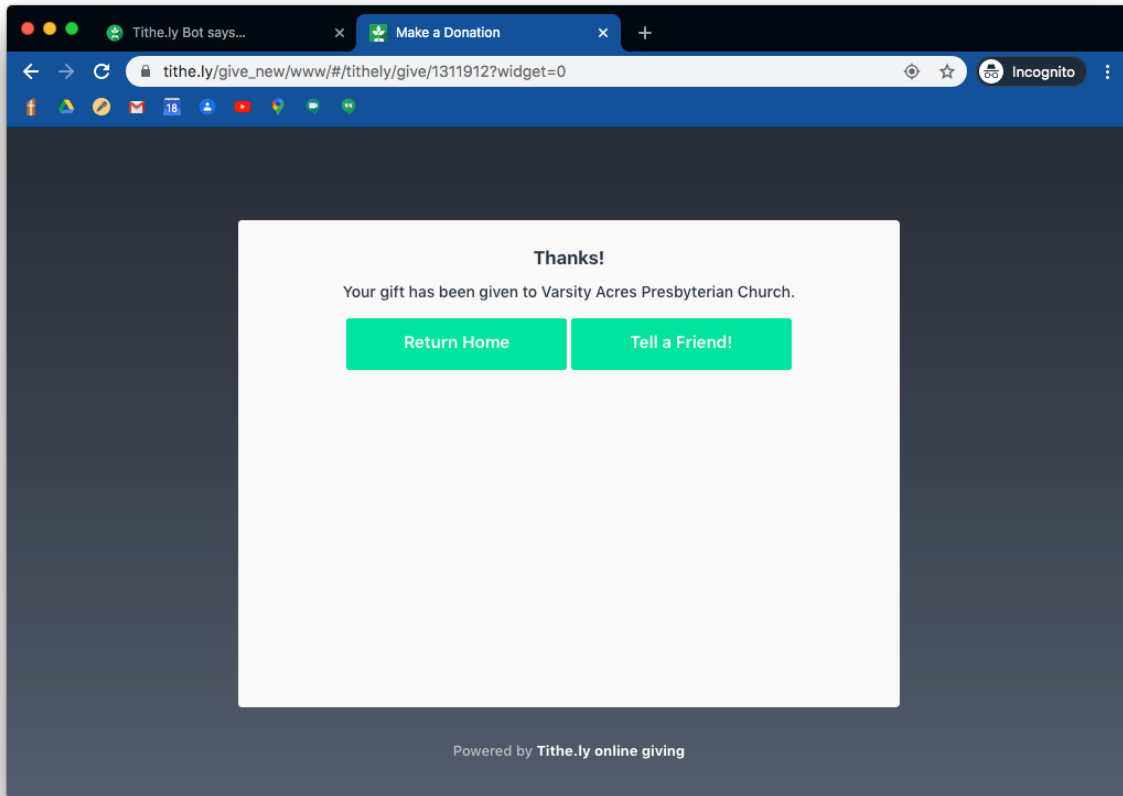 Tithe.ly Bot says...
Make a Donation
tithe.ly/give_new/www/#/tithely/give/1311912?widget=0
Incognito
18
Thanks!
Your gift has been given to Varsity Acres Presbyterian Church.
Return Home
Tell a Friend!
Powered by Tithe.ly online giving